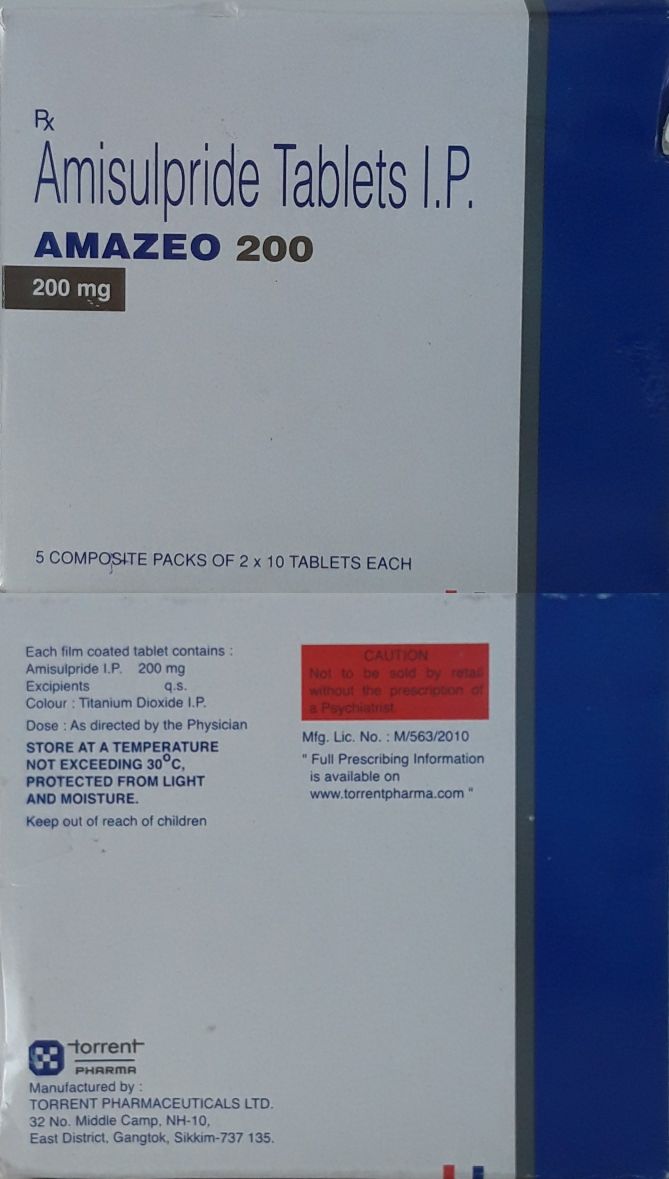 Rx
Amisulpride Tablets I.P.
AMAZEO 200
200 mg
5 COMPOSITE PACKS OF 2 x 10 TABLETS EACH
Each film coated tablet contains :
Amisulpride I.P. 200 mg
Excipients q.s.
Colour : Titanium Dioxide I.P.
Dose : As directed by the Physician
STORE AT A TEMPERATURE
NOT EXCEEDING 30°C,
PROTECTED FROM LIGHT
AND MOISTURE.
Keep out of reach of children
CAUTION
Not to be sold by retail
without the prescription of
a Psychiatrist.
Mfg. Lic. No. : M/563/2010
" Full Prescribing Information
is available on
www.torrentpharma.com "
torrent
PHARMA
Manufactured by :
TORRENT PHARMACEUTICALS LTD.
32 No. Middle Camp, NH-10,
East District, Gangtok, Sikkim-737 135.